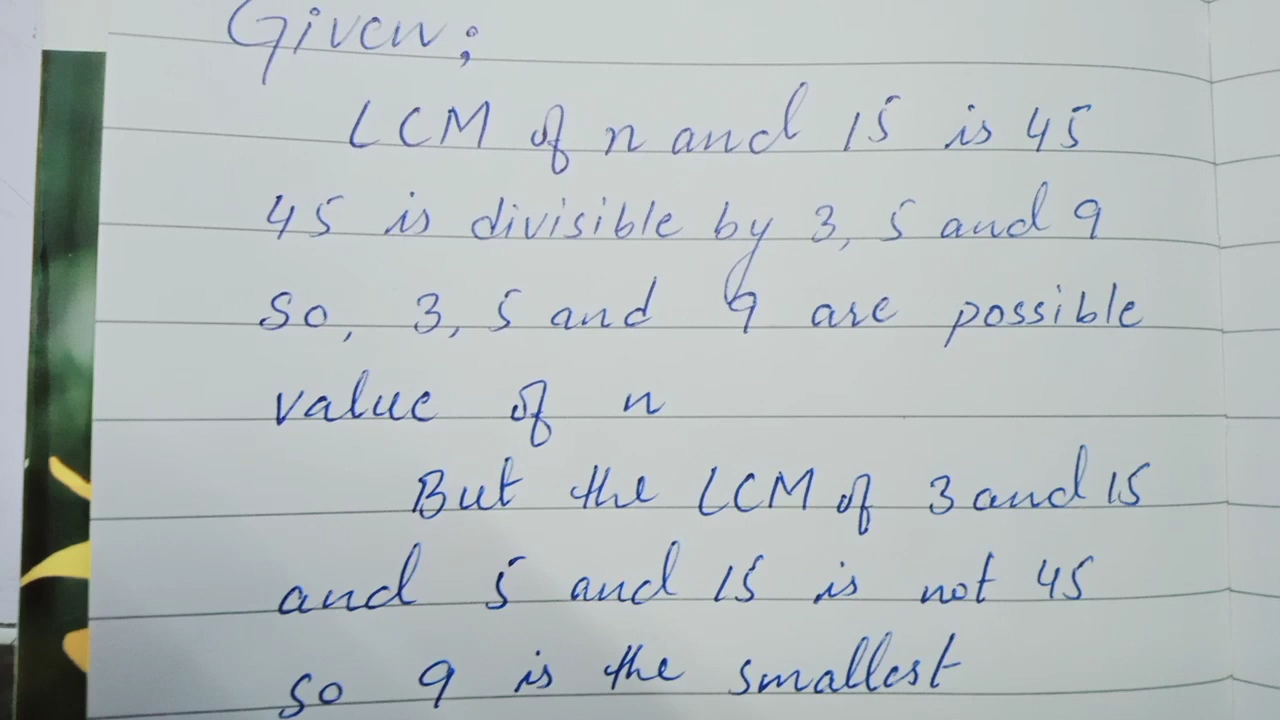 Given;
LCM of n and 15 is 45
45 is divisible by 3, 5 and 9
So, 3, 5 and 9 are possible
value of n
But the LCM of 3 and 15
and 5 and 15 is not 45
so 9 is the smallest